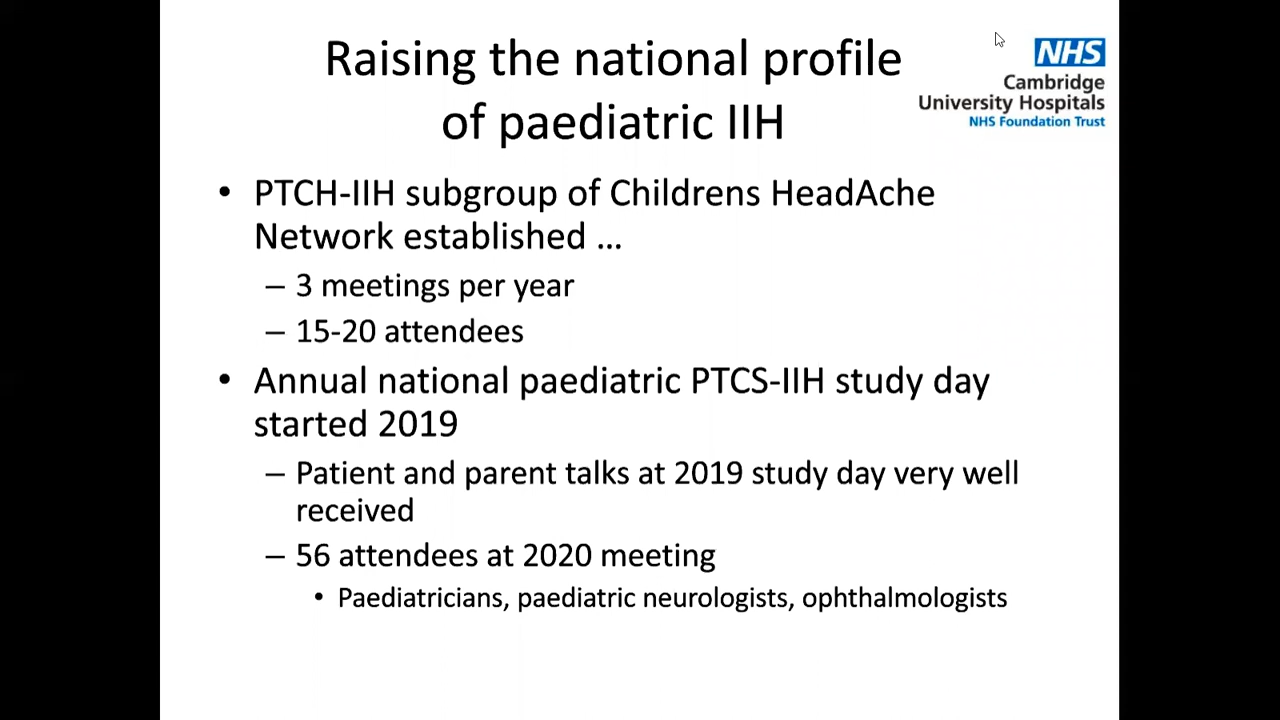 Raising the national profile
of paediatric IIH
NHS
Cambridge
University Hospitals
NHS Foundation Trust
• PTCH-IIH subgroup of Childrens HeadAche
Network established ...
– 3 meetings per year
– 15-20 attendees
• Annual national paediatric PTCS-IIH study day
started 2019
– Patient and parent talks at 2019 study day very well
received
– 56 attendees at 2020 meeting
• Paediatricians, paediatric neurologists, ophthalmologists